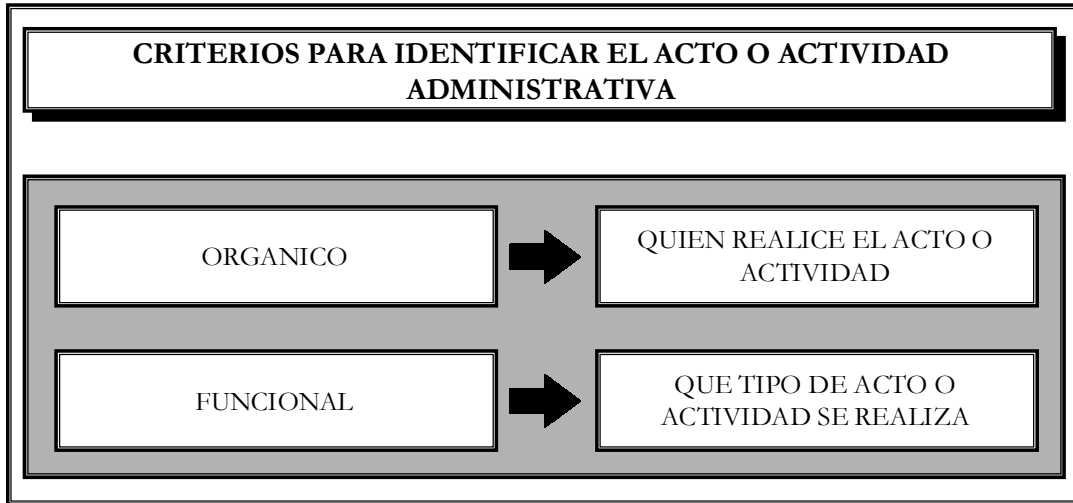 CRITERIOS PARA IDENTIFICAR EL ACTO O ACTIVIDAD
ADMINISTRATIVA
ORGANICO
QUIEN REALICE EL ACTO O
ACTIVIDAD
FUNCIONAL
QUE TIPO DE ACTO O
ACTIVIDAD SE REALIZA